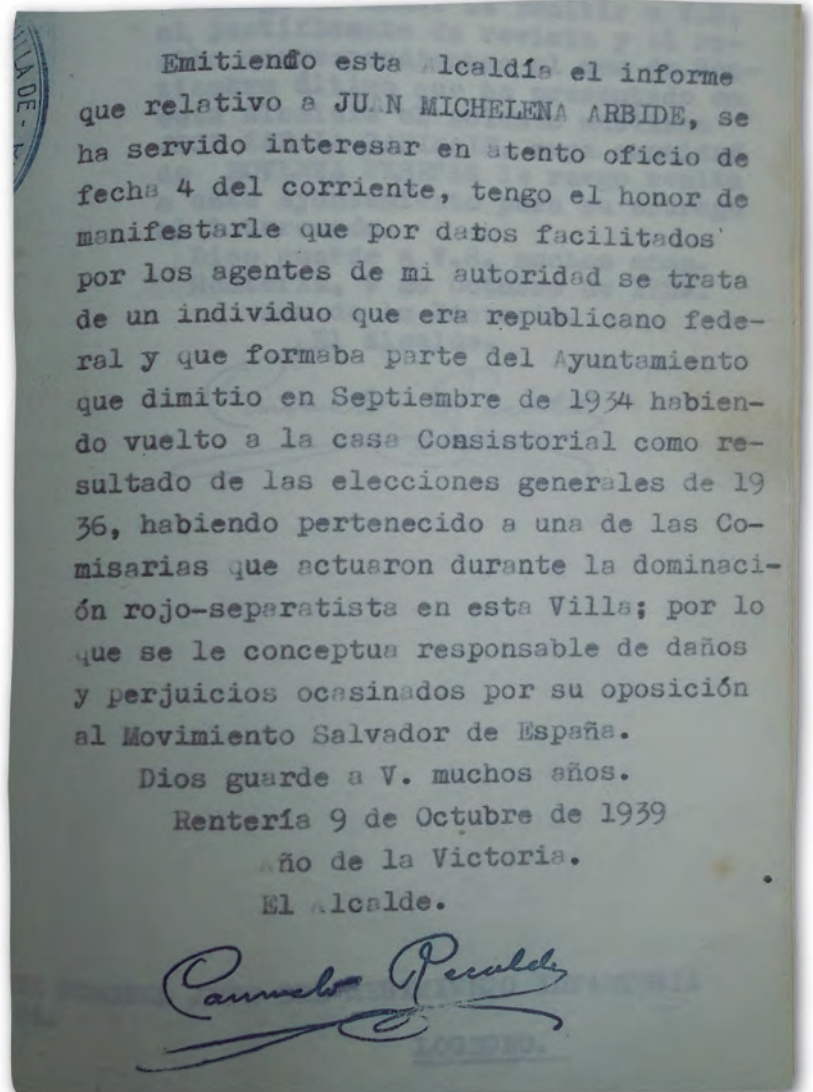 Emitiendo esta Alcaldía el informe
que relativo a JUAN MICHELENA ARBIDE, se
ha servido interesar en atento oficio de
fecha 4 del corriente, tengo el honor de
manifestarle que por datos facilitados
por los agentes de mi autoridad se trata
de un individuo que era republicano fede-
ral y que formaba parte del Ayuntamiento
que dimitio en Septiembre de 1934 habien-
do vuelto a la casa Consistorial como re-
sultado de las elecciones generales de 19
36, habiendo pertenecido a una de las Co-
misarias que actuaron durante la dominaci-
ón rojo-separatista en esta Villa; por lo
que se le conceptua responsable de daños
y perjuicios ocasinados por su oposición
al Movimiento Salvador de España.
Dios guarde a V. muchos años.
Rentería 9 de Octubre de 1939
Año de la Victoria.
El Alcalde.
Carmelo Recalde
LOGROÑO.